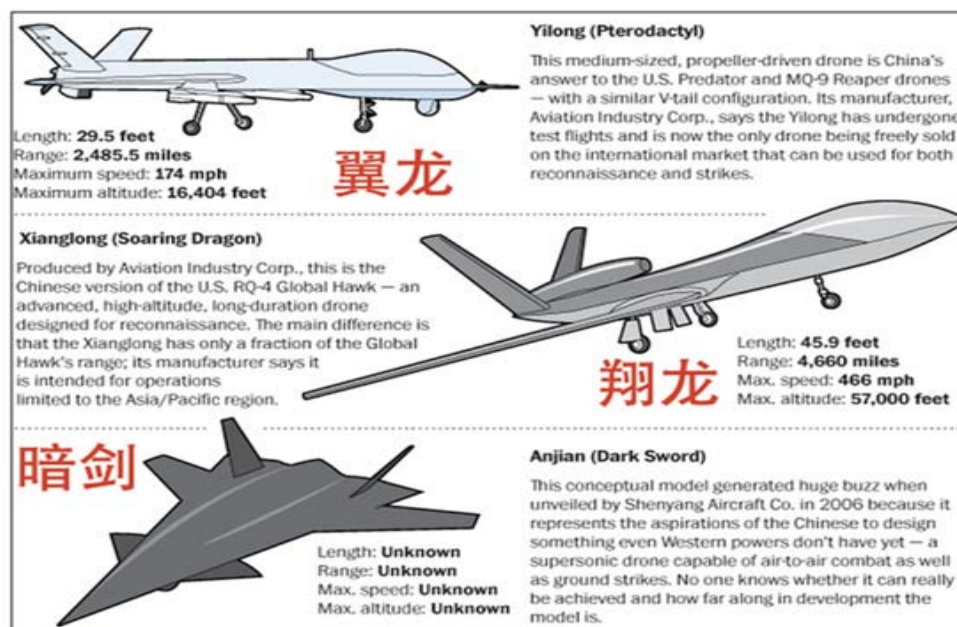 Yilong (Pterodactyl)
This medium-sized, propeller-driven drone is China's
answer to the U.S. Predator and MQ-9 Reaper drones
— with a similar V-tail configuration. Its manufacturer,
Aviation Industry Corp., says the Yilong has undergone
test flights and is now the only drone being freely sold
on the international market that can be used for both
reconnaissance and strikes.
Length: 29.5 feet
Range: 2,485.5 miles
Maximum speed: 174 mph
Maximum altitude: 16,404 feet
翼龙
Xianglong (Soaring Dragon)
Produced by Aviation Industry Corp., this is the
Chinese version of the U.S. RQ-4 Global Hawk — an
advanced, high-altitude, long-duration drone
designed for reconnaissance. The main difference is
that the Xianglong has only a fraction of the Global
Hawk's range; its manufacturer says it
is intended for operations
limited to the Asia/Pacific region.
翔龙
Length: 45.9 feet
Range: 4,660 miles
Max. speed: 466 mph
Max. altitude: 57,000 feet
暗剑
Anjian (Dark Sword)
This conceptual model generated huge buzz when
unveiled by Shenyang Aircraft Co. in 2006 because it
represents the aspirations of the Chinese to design
something even Western powers don't have yet — a
supersonic drone capable of air-to-air combat as well
as ground strikes. No one knows whether it can really
be achieved and how far along in development the
model is.
Length: Unknown
Range: Unknown
Max. speed: Unknown
Max. altitude: Unknown